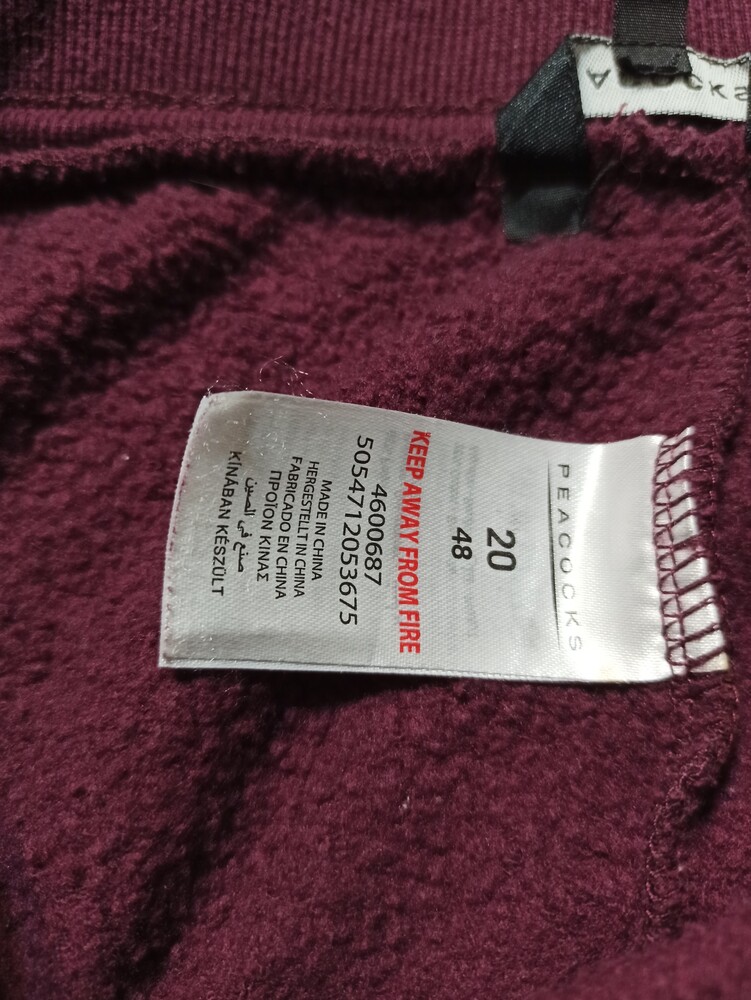 PEACOCKS
20
48
KEEP AWAY FROM FIRE
4600687
5054712053675
MADE IN CHINA
HERGESTELLT IN CHINA
FABRICADO EN CHINA
ΠΡΟΪΟΝ ΚΙΝΑΣ
صنع في الصين
KÍNÁBAN KÉSZÜLT